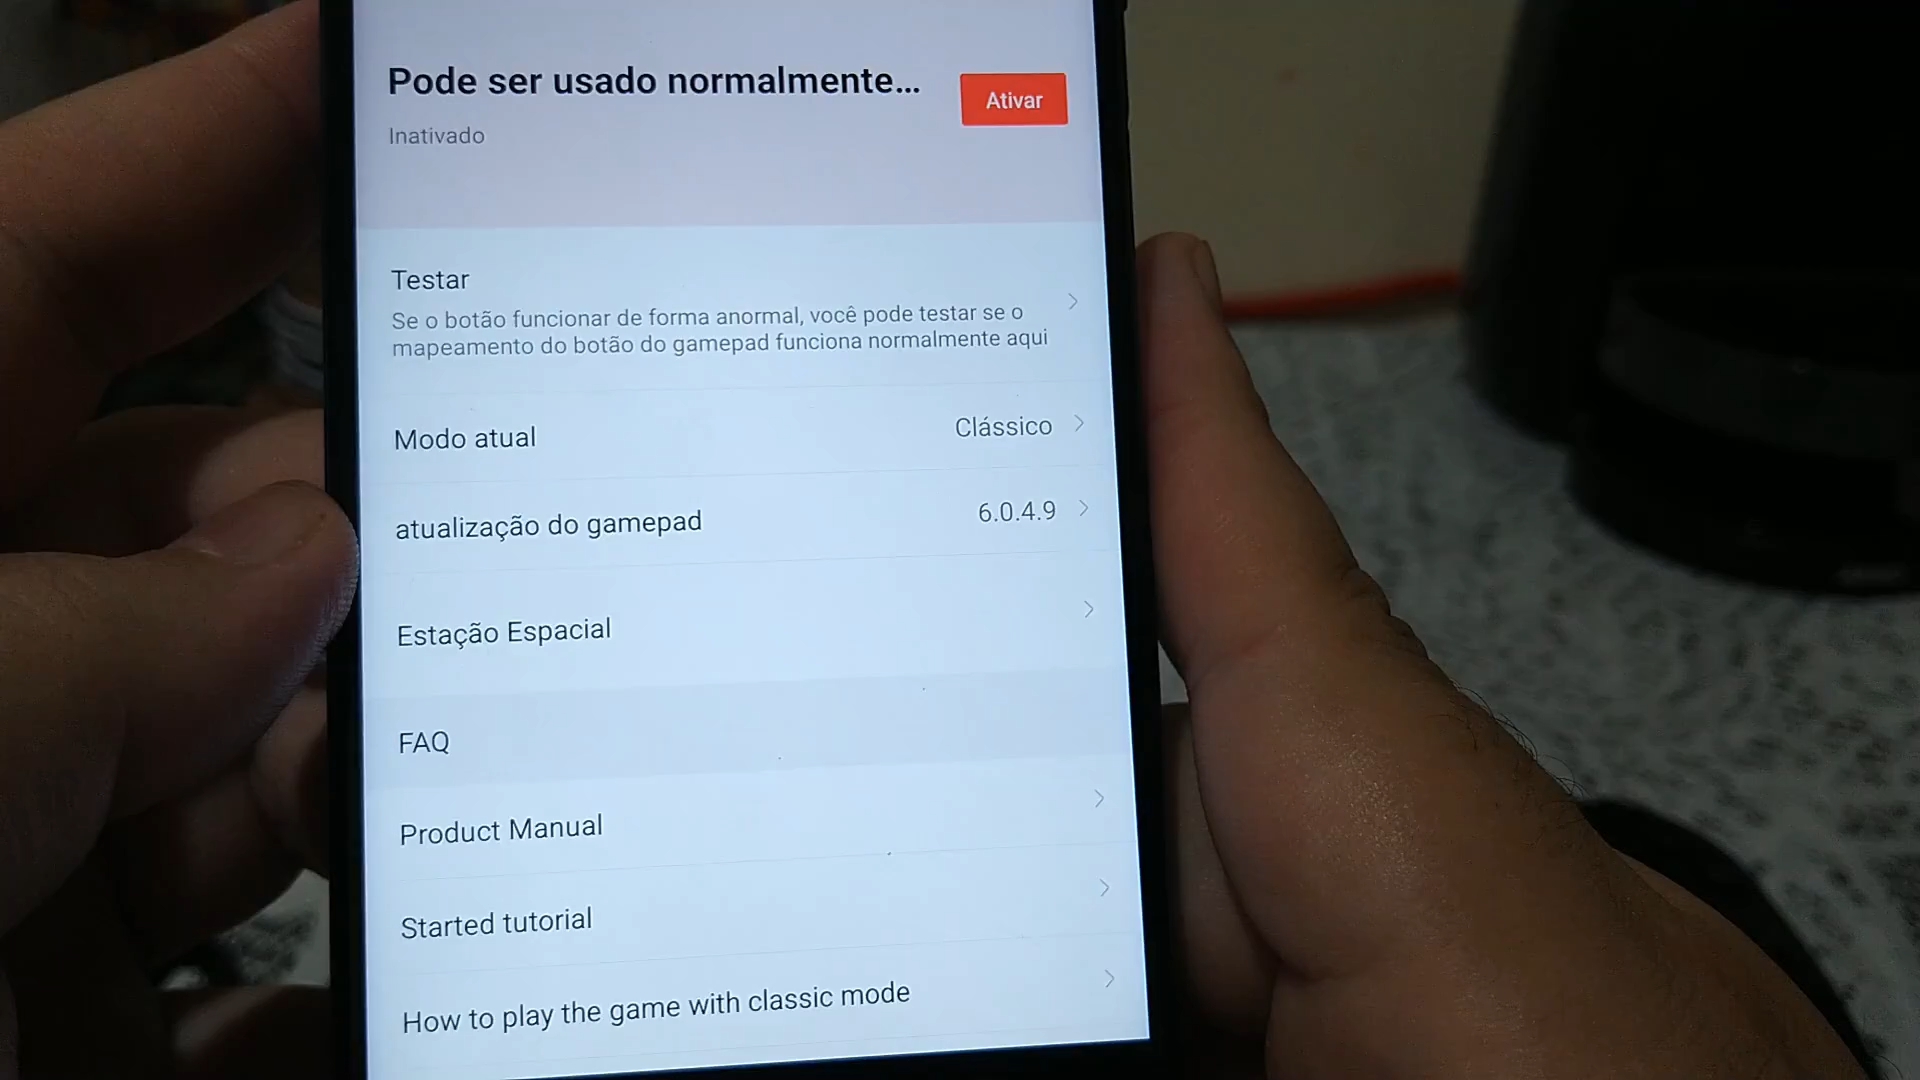 Pode ser usado normalmente...
Ativar
Inativado
Testar
Se o botão funcionar de forma anormal, você pode testar se o
mapeamento do botão do gamepad funciona normalmente aqui
Modo atual
Clássico
atualização do gamepad
6.0.4.9
Estação Espacial
FAQ
Product Manual
Started tutorial
How to play the game with classic mode